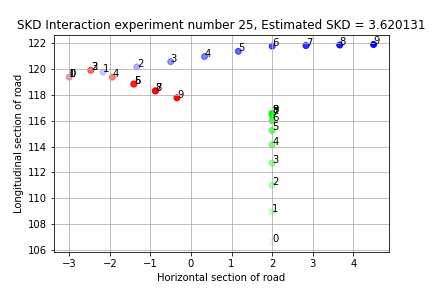 SKD Interaction experiment number 25, Estimated SKD = 3.620131
122
120
118
116
114
112
110
108
106
Longitudinal section of road
0 1 2 3 4 5 6 7 8 9
3 4 5 8 9
9 6 5 4 3 2 1 0
−3 −2 −1 0 1 2 3 4
Horizontal section of road